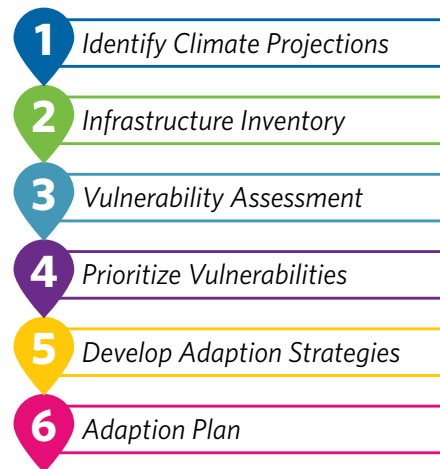 1 Identify Climate Projections
2 Infrastructure Inventory
3 Vulnerability Assessment
4 Prioritize Vulnerabilities
5 Develop Adaption Strategies
6 Adaption Plan